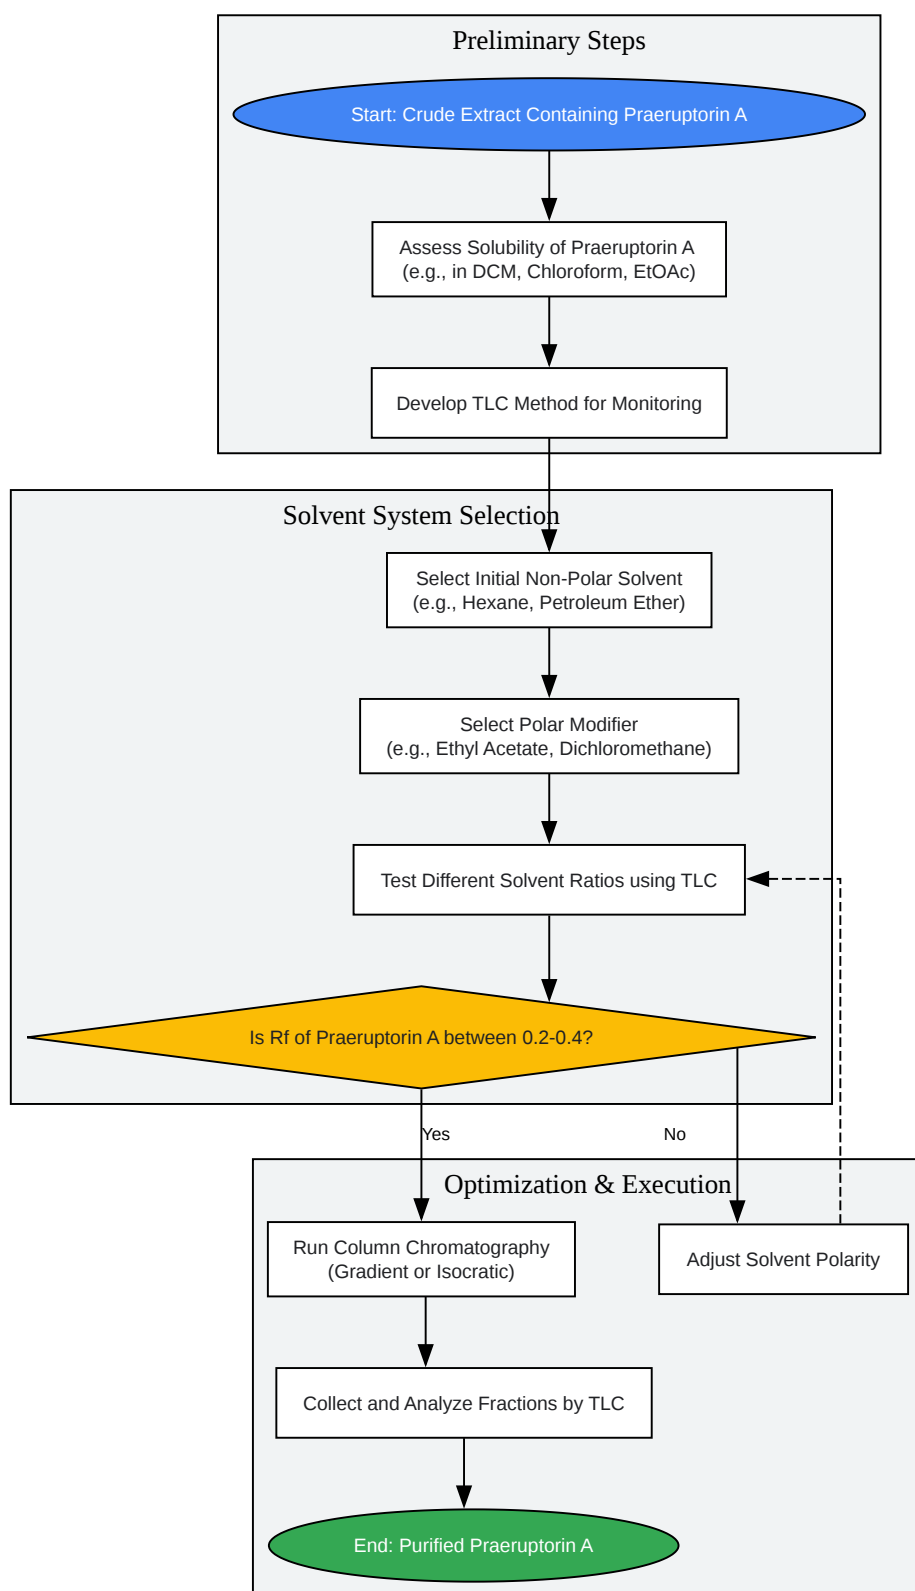 Preliminary Steps
Start: Crude Extract Containing Praeruptorin A
Assess Solubility of Praeruptorin A
(e.g., in DCM, Chloroform, EtOAc)
Develop TLC Method for Monitoring
Solvent System Selection
Select Initial Non-Polar Solvent
(e.g., Hexane, Petroleum Ether)
Select Polar Modifier
(e.g., Ethyl Acetate, Dichloromethane)
Test Different Solvent Ratios using TLC
Is Rf of Praeruptorin A between 0.2-0.4?
Yes
No
Optimization & Execution
Run Column Chromatography
(Gradient or Isocratic)
Adjust Solvent Polarity
Collect and Analyze Fractions by TLC
End: Purified Praeruptorin A